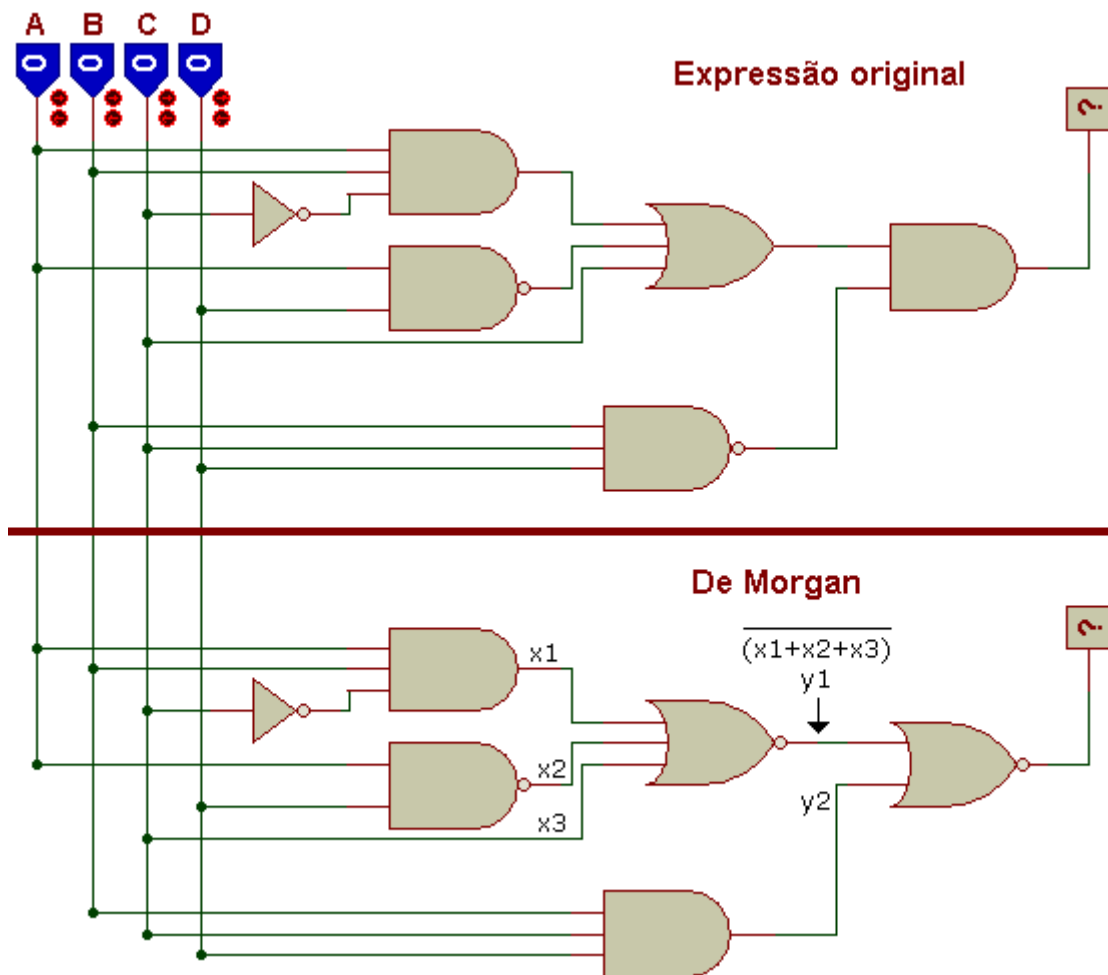 A B C D
0 0 0 0
Expressão original
?
De Morgan
?
x1
(x1+x2+x3)
y1
x2
y2
x3